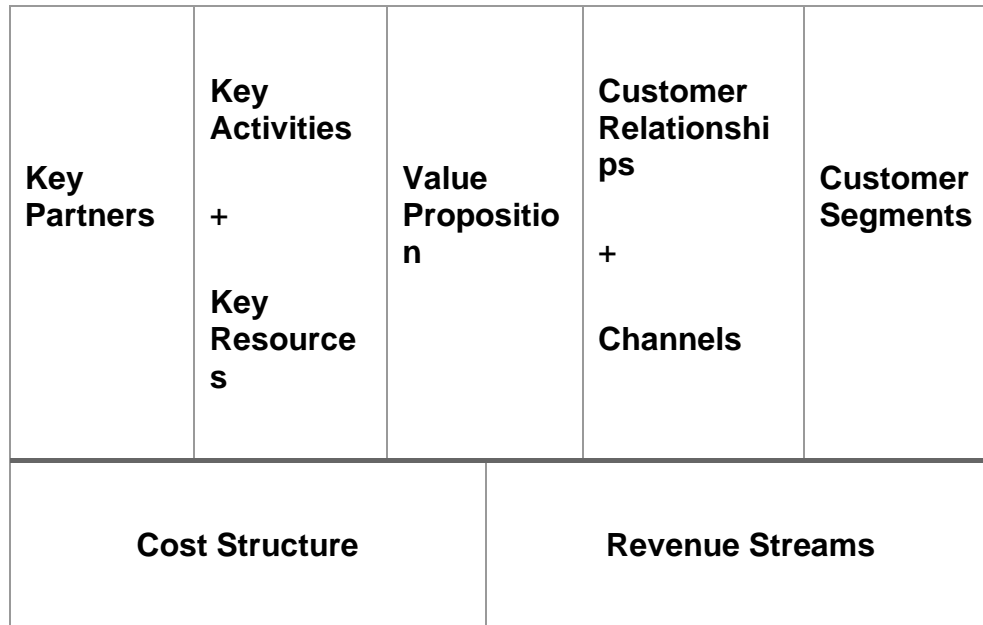 Key
Partners
Key
Activities
+
Key
Resource
s
Value
Propositio
n
Customer
Relationshi
ps
+
Channels
Customer
Segments
Cost Structure
Revenue Streams